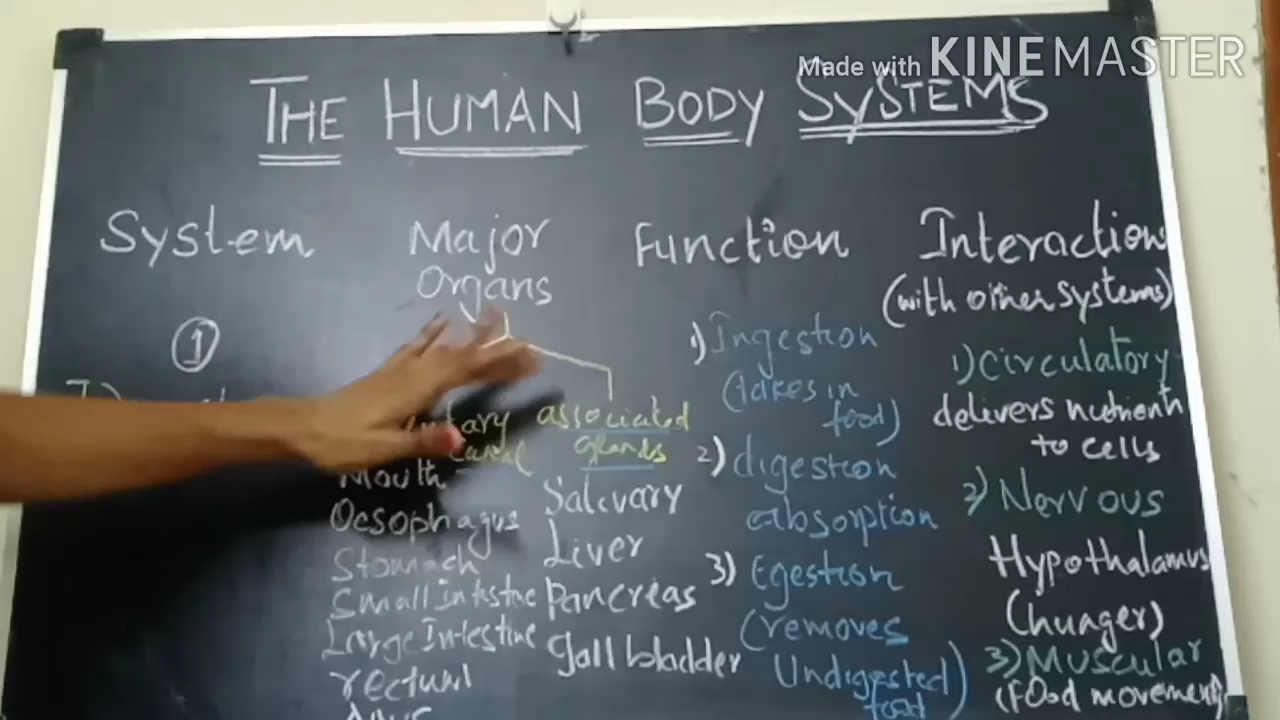 Made with KINEMASTER
THE HUMAN BODY SYSTEMS
System
Major
Organs
Function
Interaction
(with other systems)
①
associated
canal
glands
Mouth
Oesophagus
Stomach
Small Intestine
Large Intestine
rectum
Salivary
Liver
Pancreas
gall bladder
1) Ingestion
(takes in
food)
2) digestion
absorption
3) Egestion
(removes
Undigested
food)
1) Circulatory
delivers nutrients
to cells
2) Nervous
Hypothalamus
(hunger)
3) Muscular
(food movement)